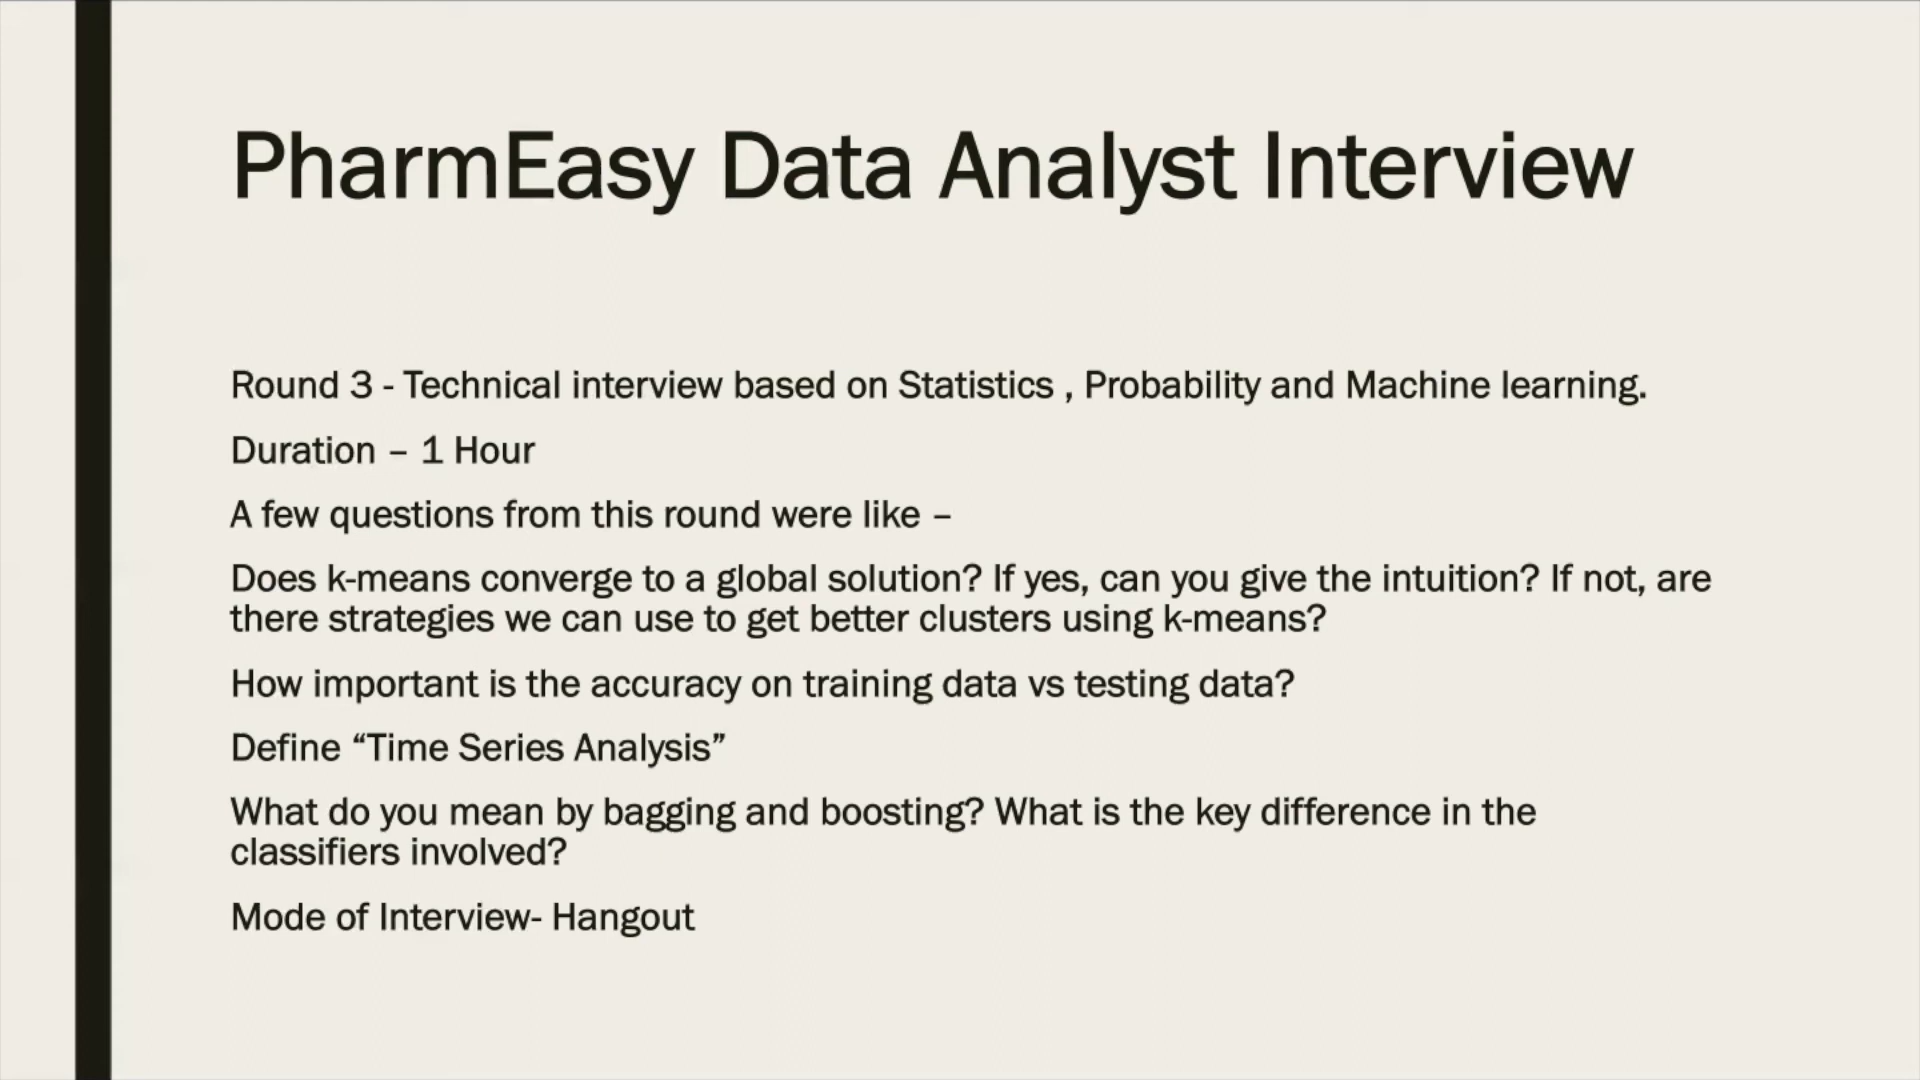 PharmEasy Data Analyst Interview
Round 3 - Technical interview based on Statistics , Probability and Machine learning.
Duration – 1 Hour
A few questions from this round were like –
Does k-means converge to a global solution? If yes, can you give the intuition? If not, are
there strategies we can use to get better clusters using k-means?
How important is the accuracy on training data vs testing data?
Define “Time Series Analysis”
What do you mean by bagging and boosting? What is the key difference in the
classifiers involved?
Mode of Interview- Hangout